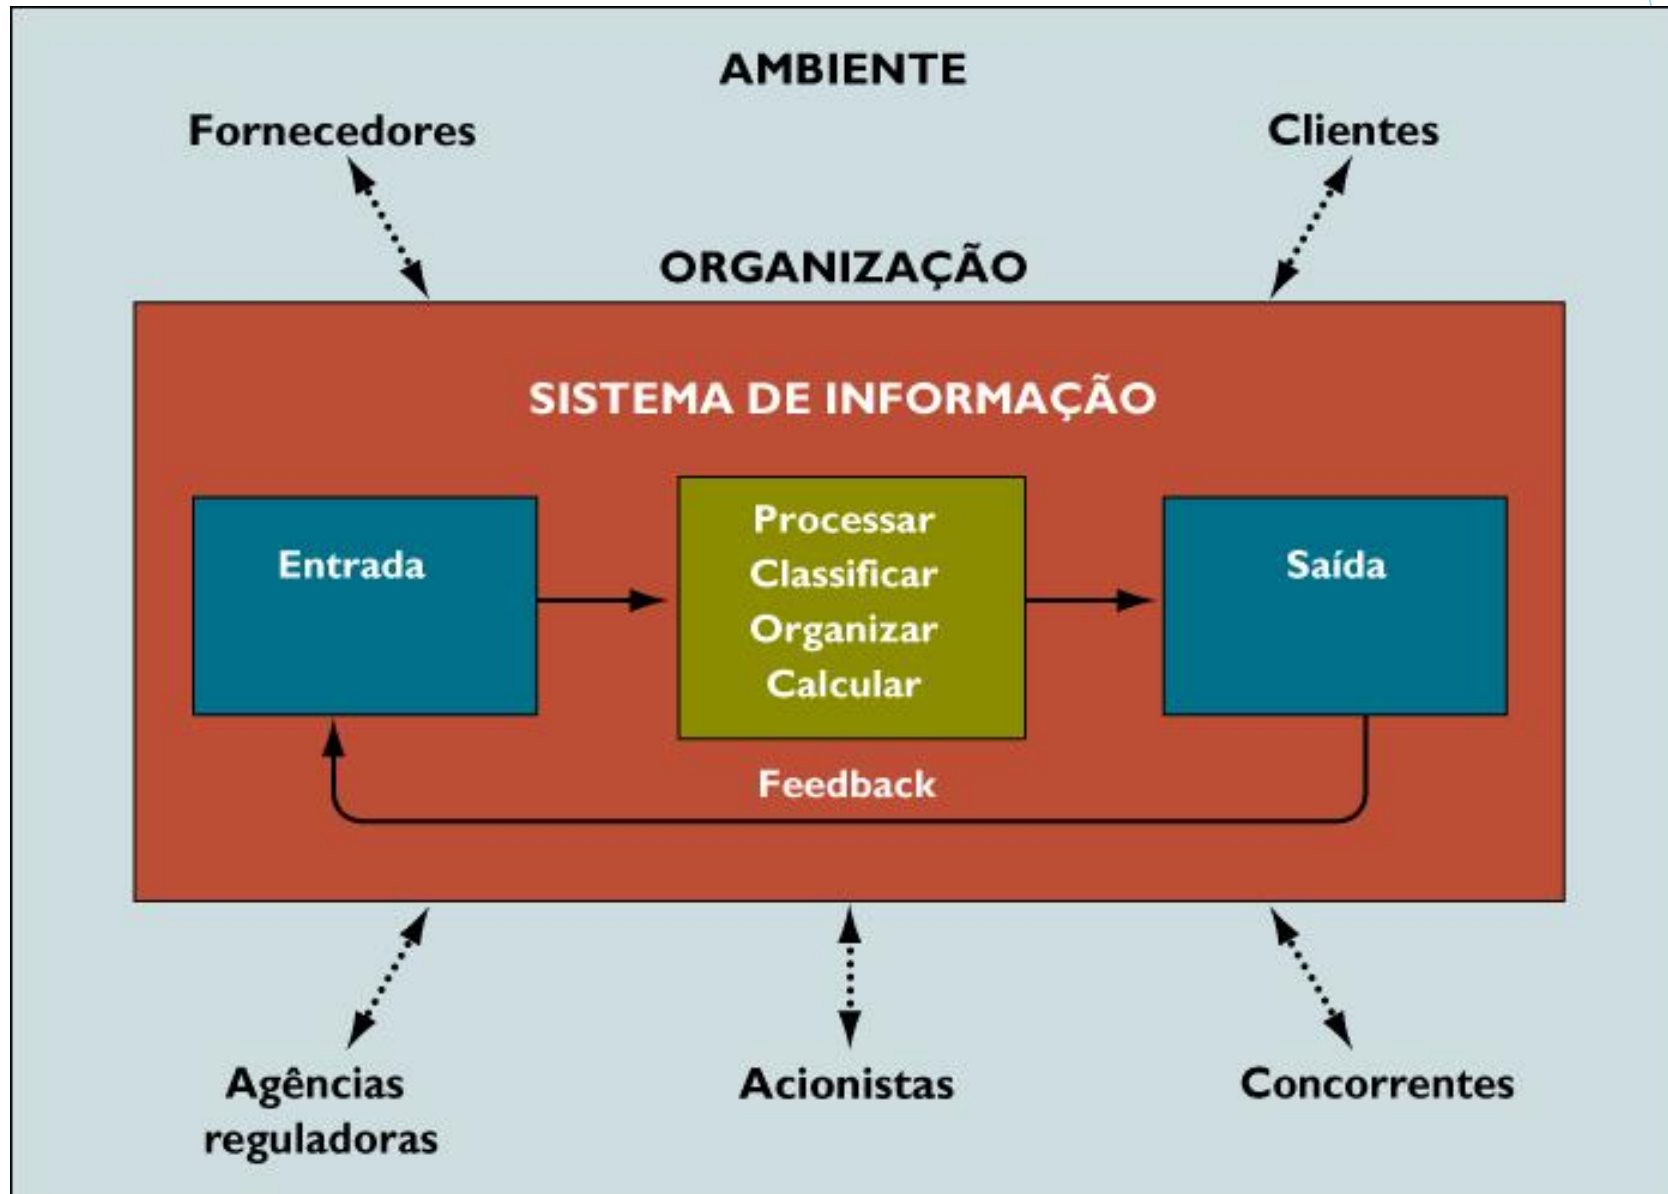 AMBIENTE
Fornecedores
Clientes
ORGANIZAÇÃO
SISTEMA DE INFORMAÇÃO
Entrada
Processar
Classificar
Organizar
Calcular
Saída
Feedback
Agências
reguladoras
Acionistas
Concorrentes